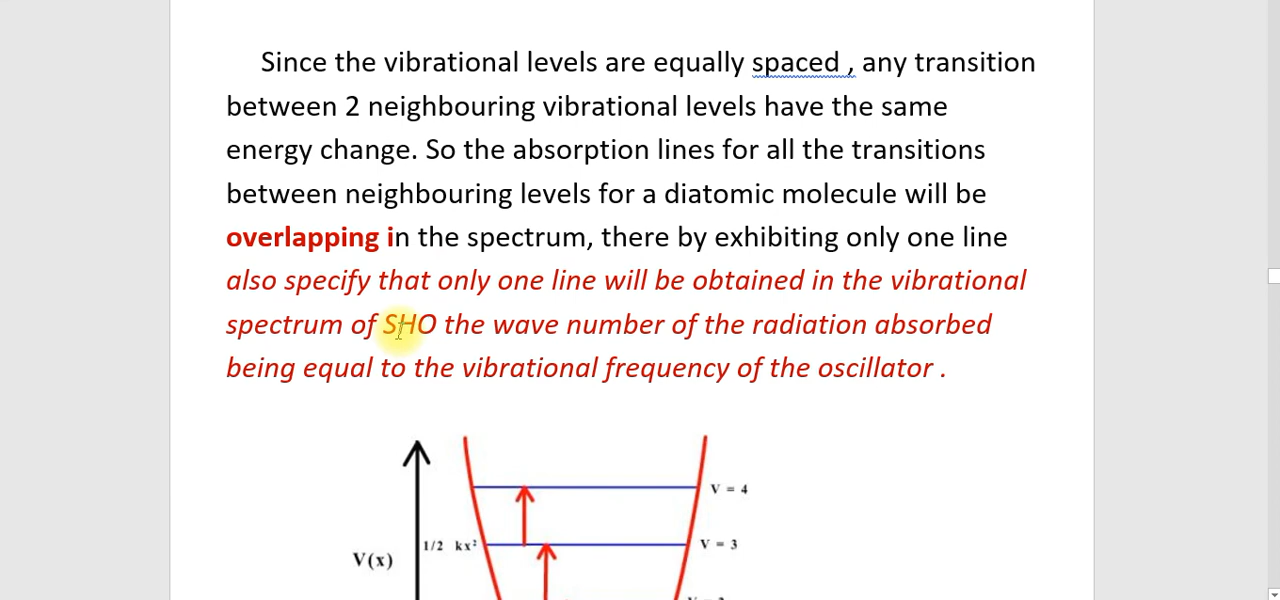 Since the vibrational levels are equally spaced , any transition
between 2 neighbouring vibrational levels have the same
energy change. So the absorption lines for all the transitions
between neighbouring levels for a diatomic molecule will be
overlapping in the spectrum, there by exhibiting only one line
also specify that only one line will be obtained in the vibrational
spectrum of SHO the wave number of the radiation absorbed
being equal to the vibrational frequency of the oscillator .
V = 4
1/2 kx²
V = 3
V(x)